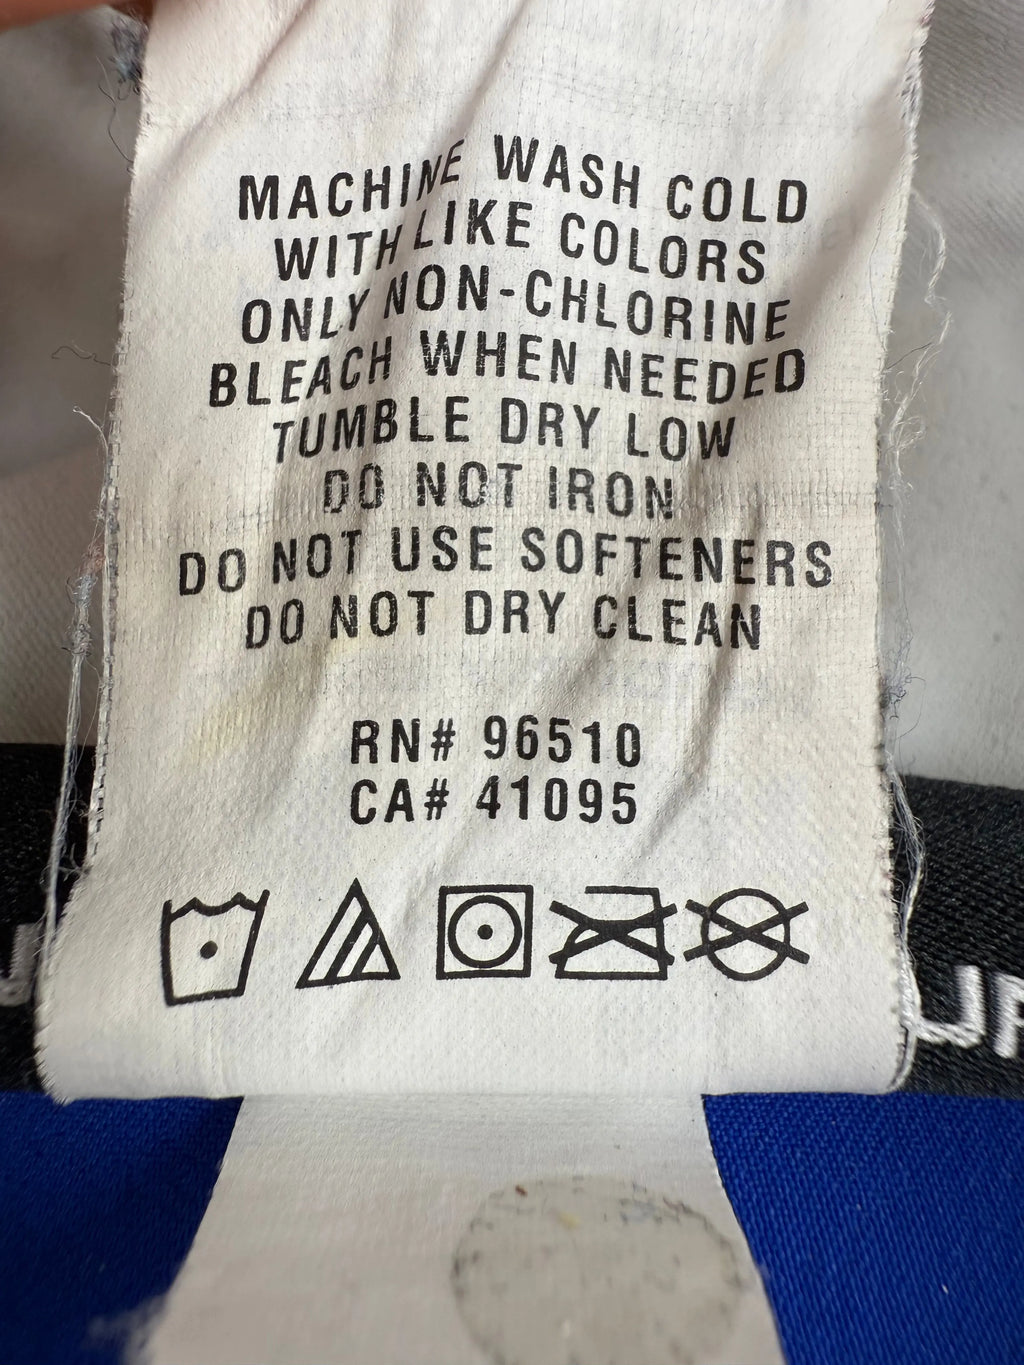 MACHINE WASH COLD
WITH LIKE COLORS
ONLY NON-CHLORINE
BLEACH WHEN NEEDED
TUMBLE DRY LOW
DO NOT IRON
DO NOT USE SOFTENERS
DO NOT DRY CLEAN
RN# 96510
CA# 41095